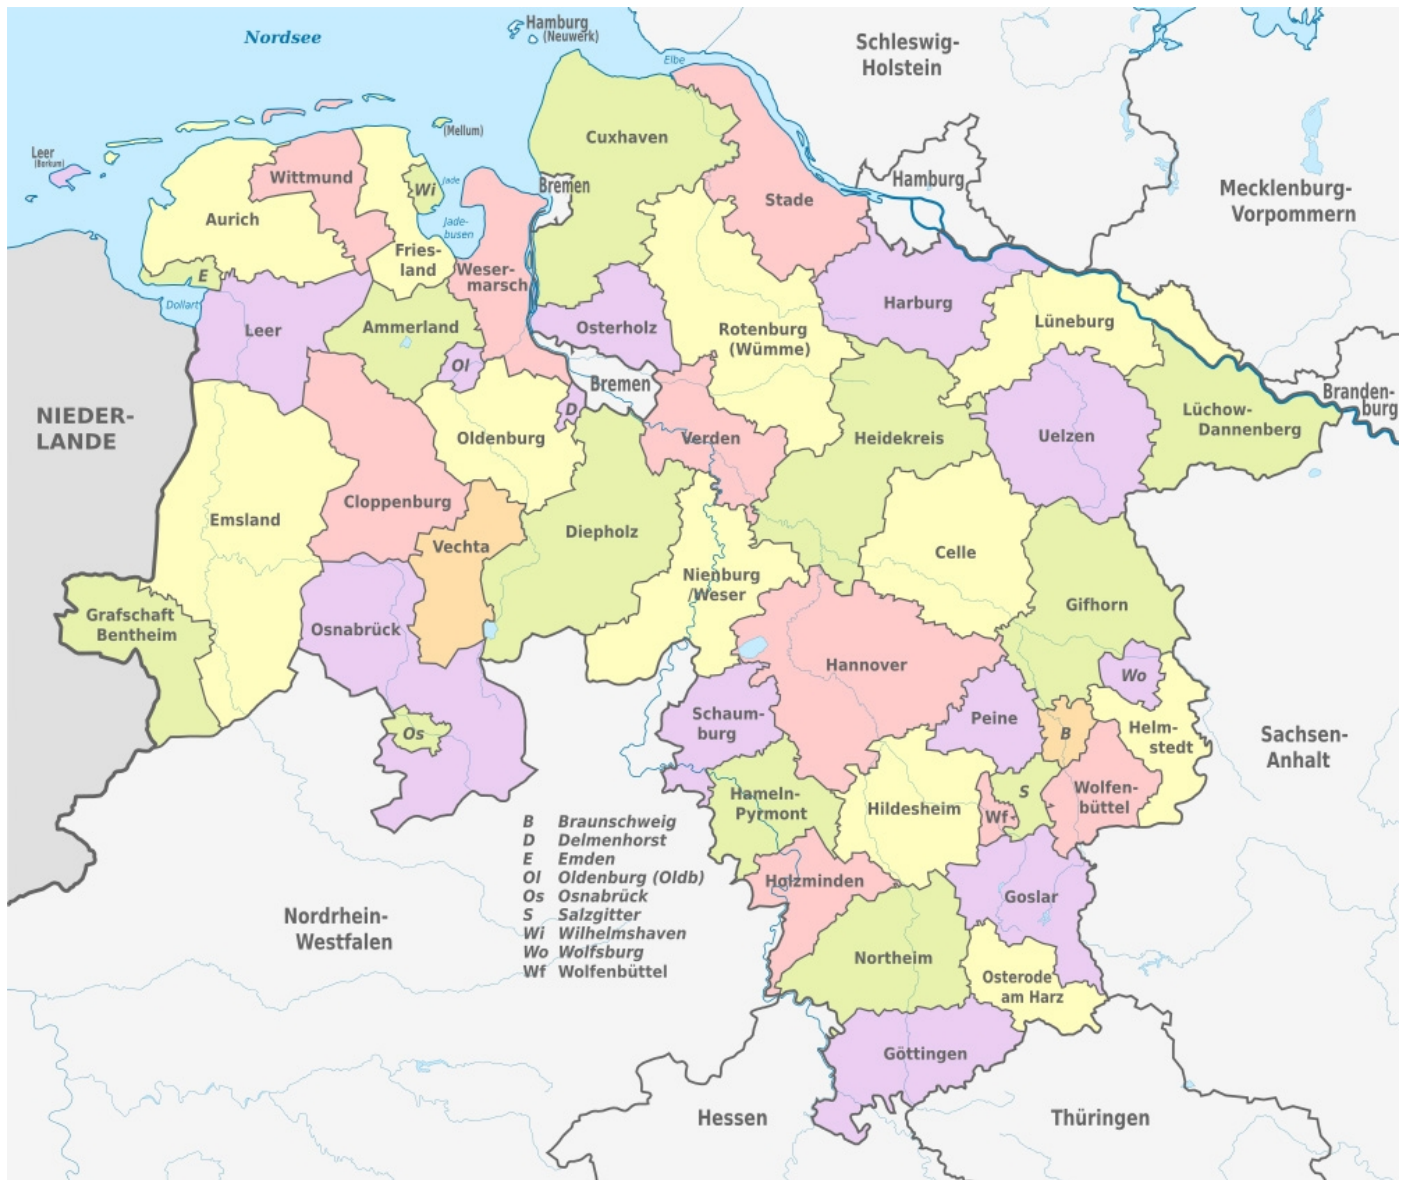 Nordsee
Hamburg
(Neuwerk)
Schleswig-
Holstein
Elbe
Cuxhaven
(Mellum)
Leer
(Borkum)
Wittmund
Wi
Jade
Bremen
Hamburg
Mecklenburg-
Vorpommern
Stade
Aurich
Jade-
busen
Fries-
land
Weser-
marsch
E
Dollart
Leer
Ammerland
Osterholz
Rotenburg
(Wümme)
Harburg
Lüneburg
Ol
Bremen
Branden-
burg
NIEDER-
LANDE
D
Oldenburg
Verden
Heidekreis
Uelzen
Lüchow-
Dannenberg
Cloppenburg
Emsland
Vechta
Diepholz
Celle
Nienburg
/Weser
Gifhorn
Grafschaft
Bentheim
Osnabrück
Hannover
Wo
Schaum-
burg
Peine
Os
B
Helm-
stedt
Sachsen-
Anhalt
Hameln-
Pyrmont
Hildesheim
S
Wf
Wolfen-
büttel
B Braunschweig
D Delmenhorst
E Emden
Ol Oldenburg (Oldb)
Os Osnabrück
S Salzgitter
Wi Wilhelmshaven
Wo Wolfsburg
Wf Wolfenbüttel
Holzminden
Goslar
Nordrhein-
Westfalen
Northeim
Osterode
am Harz
Göttingen
Hessen
Thüringen